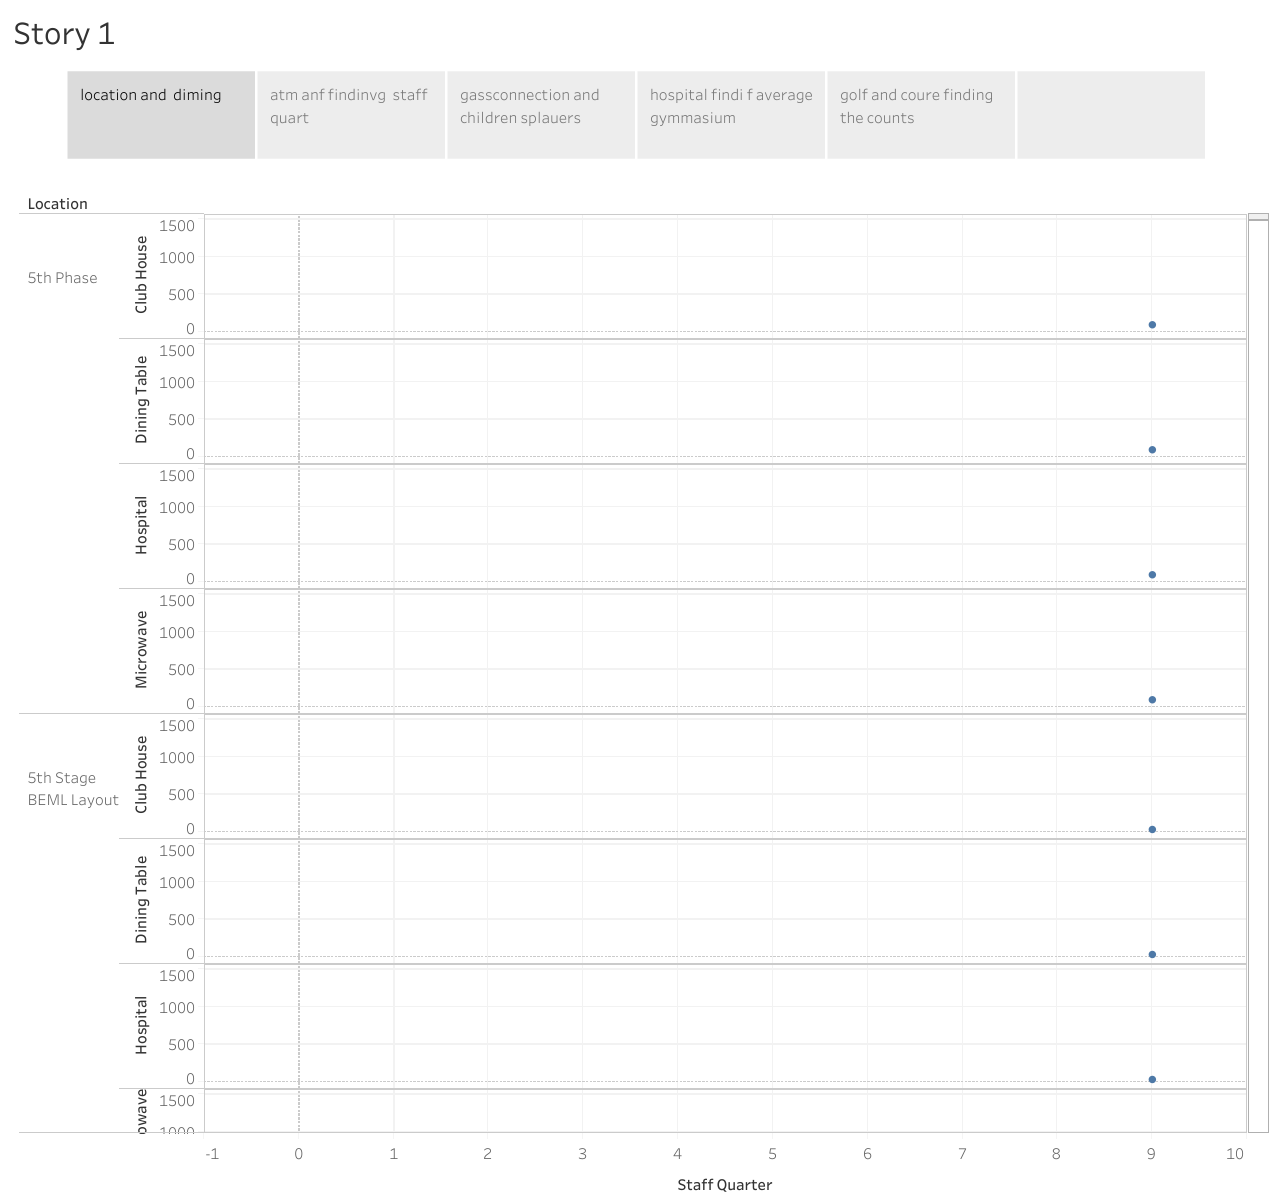 Story 1
location and  diming
atm anf findinvg  staff
quart
gassconnection and
children splauers
hospital findi f average
gymmasium
golf and coure finding
the counts
Location
5th Phase
Club House
1500
1000
500
0
Dining Table
1500
1000
500
0
Hospital
1500
1000
500
0
Microwave
1500
1000
500
0
5th Stage
BEML Layout
Club House
1500
1000
500
0
Dining Table
1500
1000
500
0
Hospital
1500
1000
500
0
owave
1500
1000
-1 0 1 2 3 4 5 6 7 8 9 10
Staff Quarter